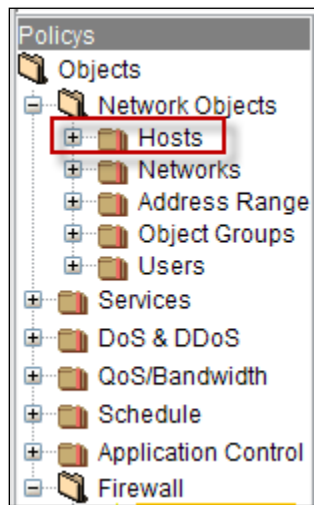 Policys
Objects
Network Objects
Hosts
Networks
Address Range
Object Groups
Users
Services
DoS & DDoS
QoS/Bandwidth
Schedule
Application Control
Firewall